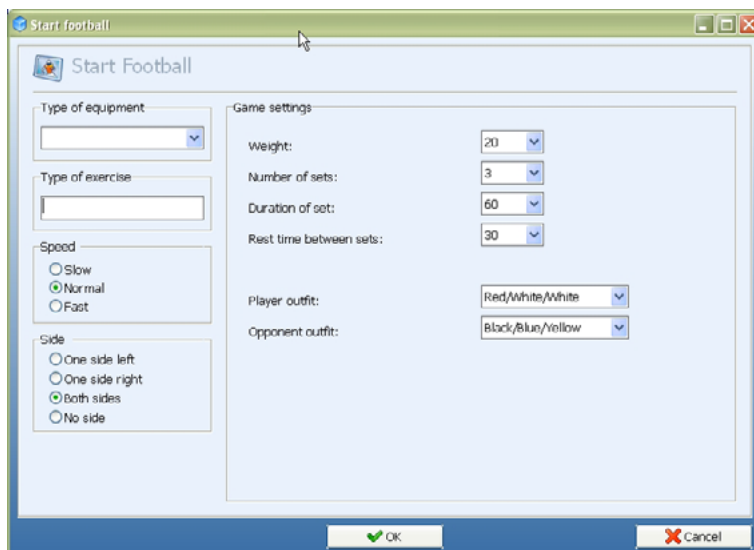 Start football
Start Football
Type of equipment
Type of exercise
Speed
Slow
Normal
Fast
Side
One side left
One side right
Both sides
No side
Game settings
Weight: 20
Number of sets: 3
Duration of set: 60
Rest time between sets: 30
Player outfit: Red/White/White
Opponent outfit: Black/Blue/Yellow
OK
Cancel